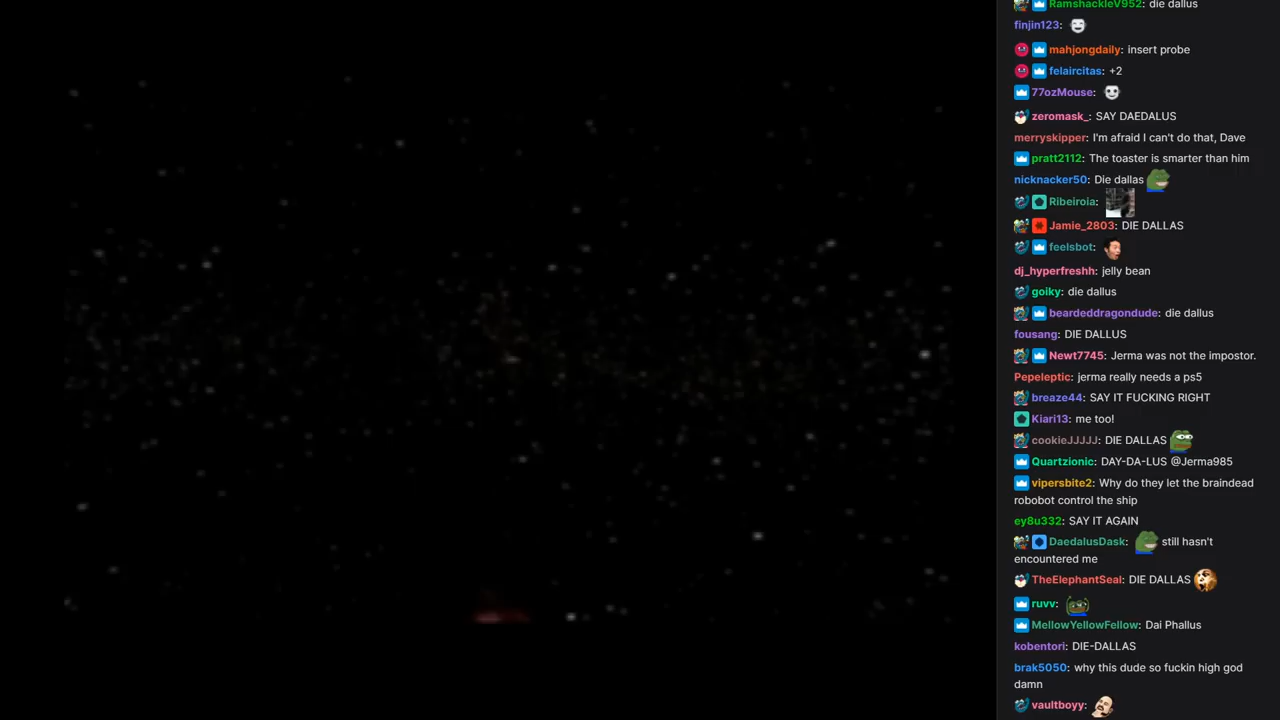 RamshackleV952: die dallus
finjin123:
mahjongdaily: insert probe
felaircitas: +2
77ozMouse:
zeromask_: SAY DAEDALUS
merryskipper: I'm afraid I can't do that, Dave
pratt2112: The toaster is smarter than him
nicknacker50: Die dallas
Ribeiroia:
Jamie_2803: DIE DALLAS
feelsbot:
dj_hyperfreshh: jelly bean
goiky: die dallus
beardeddragondude: die dallus
fousang: DIE DALLUS
Newt7745: Jerma was not the impostor.
Pepeleptic: jerma really needs a ps5
breaze44: SAY IT FUCKING RIGHT
Kiari13: me too!
cookieJJJJJ: DIE DALLAS
Quartzionic: DAY-DA-LUS @Jerma985
vipersbite2: Why do they let the braindead
robobot control the ship
ey8u332: SAY IT AGAIN
DaedalusDask: still hasn't
encountered me
TheElephantSeal: DIE DALLAS
ruvv:
MellowYellowFellow: Dai Phallus
kobentori: DIE-DALLAS
brak5050: why this dude so fuckin high god
damn
vaultboyy: